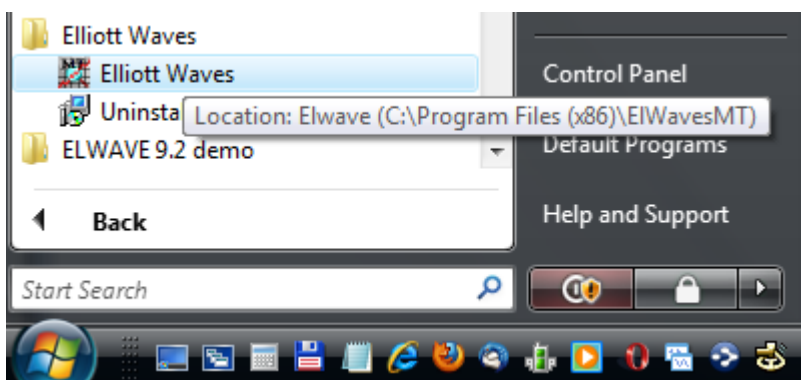 Elliott Waves
Elliott Waves
Uninsta
Location: Elwave (C:\Program Files (x86)\ElWavesMT)
ELWAVE 9.2 demo
Back
Start Search
Control Panel
Default Programs
Help and Support